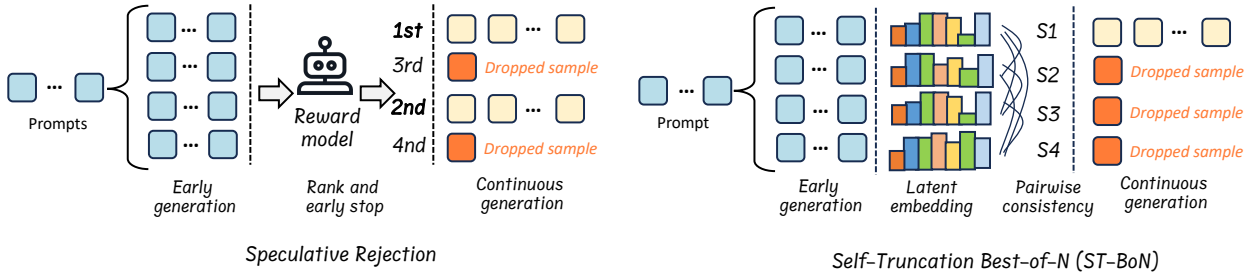 Prompts
Early
generation
Reward
model
Rank and
early stop
1st
3rd
Dropped sample
2nd
4nd
Dropped sample
Continuous
generation
Speculative Rejection
Prompt
Early
generation
Latent
embedding
S1
S2
S3
S4
Pairwise
consistency
Dropped sample
Dropped sample
Dropped sample
Continuous
generation
Self-Truncation Best-of-N (ST-BoN)